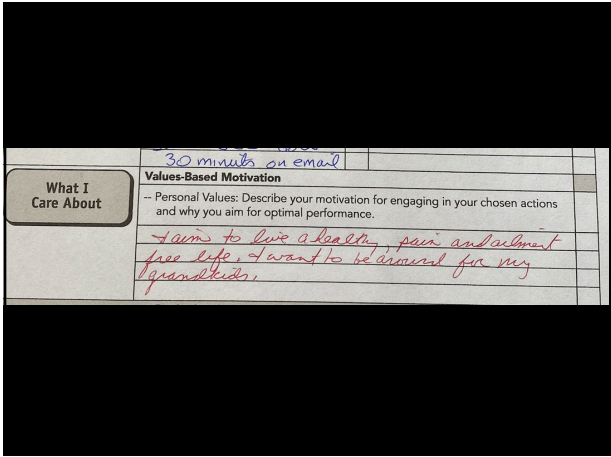 30 minuts on email
What I
Care About
Values-Based Motivation
-- Personal Values: Describe your motivation for engaging in your chosen actions
and why you aim for optimal performance.
I aim to live a healthy, pain and ailment
free life. I want to be around for my
grandkids.